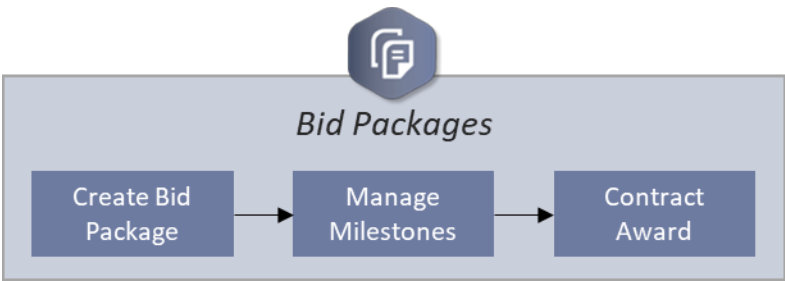 Bid Packages
Create Bid
Package
Manage
Milestones
Contract
Award